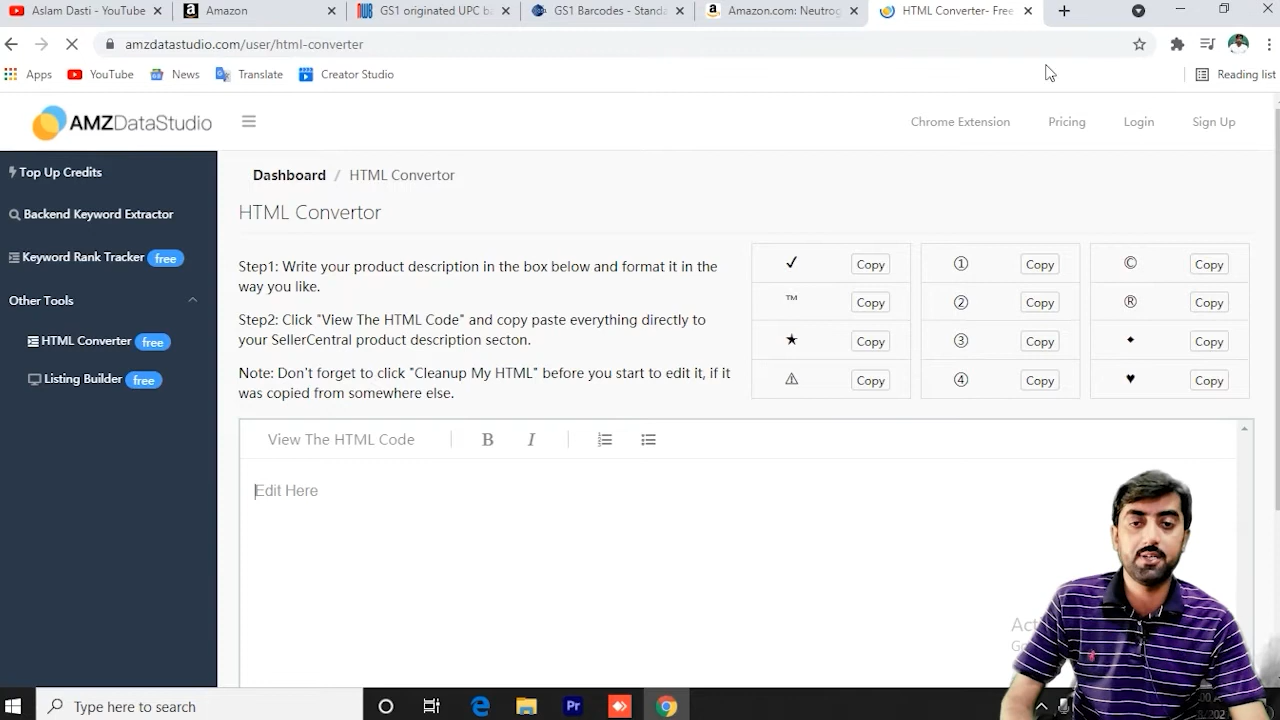 Aslam Dasti - YouTube
Amazon
GS1 originated UPC ba
GS1 Barcodes - Standa
Amazon.com: Neutrog
HTML Converter- Free
amzdatastudio.com/user/html-converter
Apps
YouTube
News
Translate
Creator Studio
Reading list
AMZDataStudio
Chrome Extension
Pricing
Login
Sign Up
Top Up Credits
Backend Keyword Extractor
Keyword Rank Tracker free
Other Tools
HTML Converter free
Listing Builder free
Dashboard / HTML Convertor
HTML Convertor
Step1: Write your product description in the box below and format it in the
way you like.
Step2: Click "View The HTML Code" and copy paste everything directly to
your SellerCentral product description secton.
Note: Don't forget to click "Cleanup My HTML" before you start to edit it, if it
was copied from somewhere else.
✓ Copy ① Copy © Copy
™ Copy ② Copy ® Copy
★ Copy ③ Copy ⬥ Copy
⚠ Copy ④ Copy ♥ Copy
View The HTML Code
B I
Edit Here
Type here to search